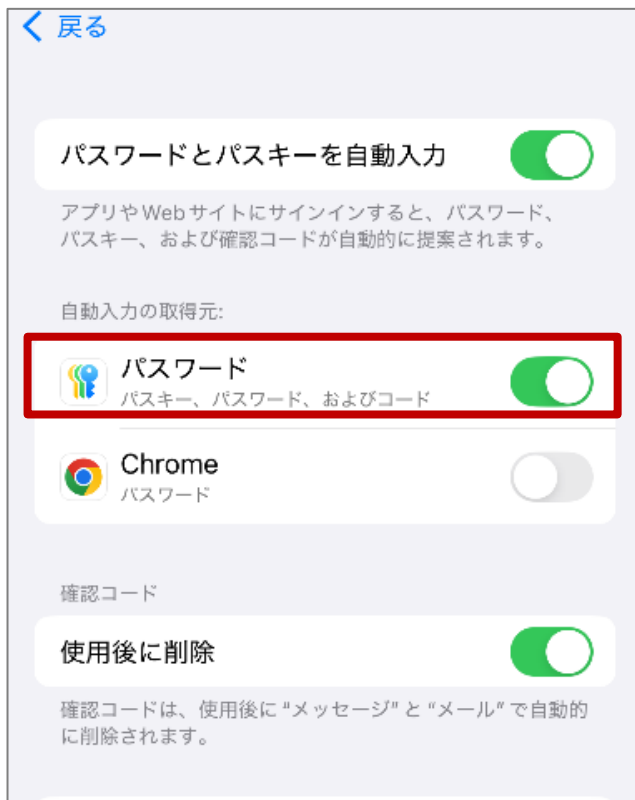 戻る
パスワードとパスキーを自動入力
アプリやWebサイトにサインインすると、パスワード、
パスキー、および確認コードが自動的に提案されます。
自動入力の取得元:
パスワード
パスキー、パスワード、およびコード
Chrome
パスワード
確認コード
使用後に削除
確認コードは、使用後に“メッセージ”と“メール”で自動的
に削除されます。